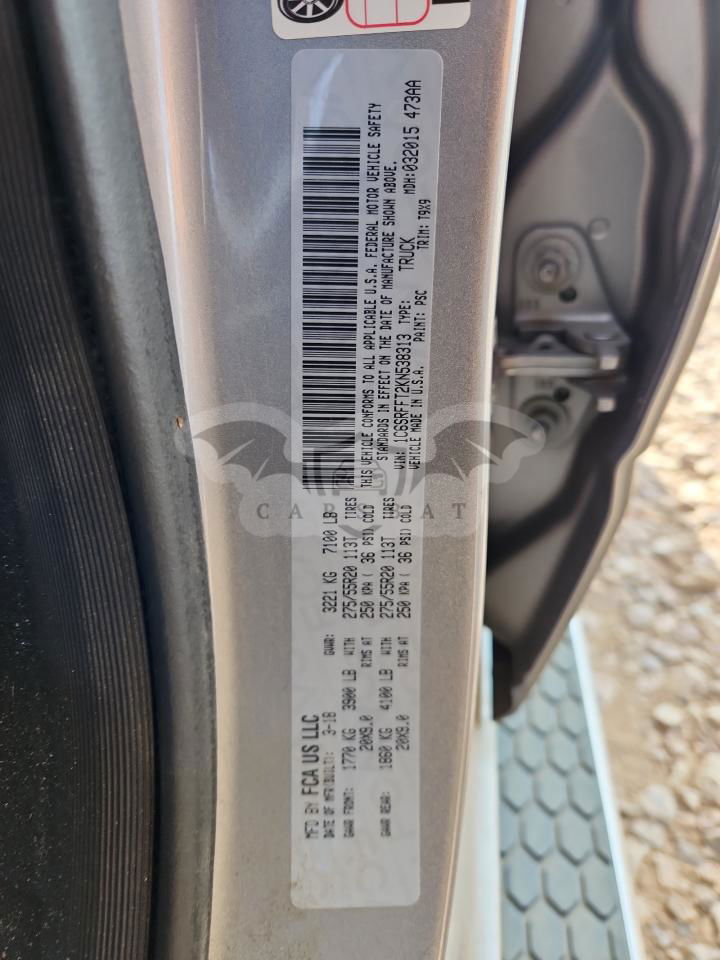 MFD BY FCA US LLC
DATE OF MFR(BUILT): 3-18 GVWR: 3221 KG 7100 LB
GAWR FRONT: 1770 KG 3900 LB WITH 275/55R20 113T TIRES
20X9.0 RIMS AT 250 KPA ( 36 PSI) COLD
GAWR REAR: 1860 KG 4100 LB WITH 275/55R20 113T TIRES
20X9.0 RIMS AT 250 KPA ( 36 PSI) COLD
THIS VEHICLE CONFORMS TO ALL APPLICABLE U.S.A. FEDERAL MOTOR VEHICLE SAFETY
STANDARDS IN EFFECT ON THE DATE OF MANUFACTURE SHOWN ABOVE.
VIN: 1C6SRFFT2KN538313 TYPE: TRUCK MDH:032015 473AA
VEHICLE MADE IN U.S.A. PAINT: PSC TRIM: T9X9
CARSBAT